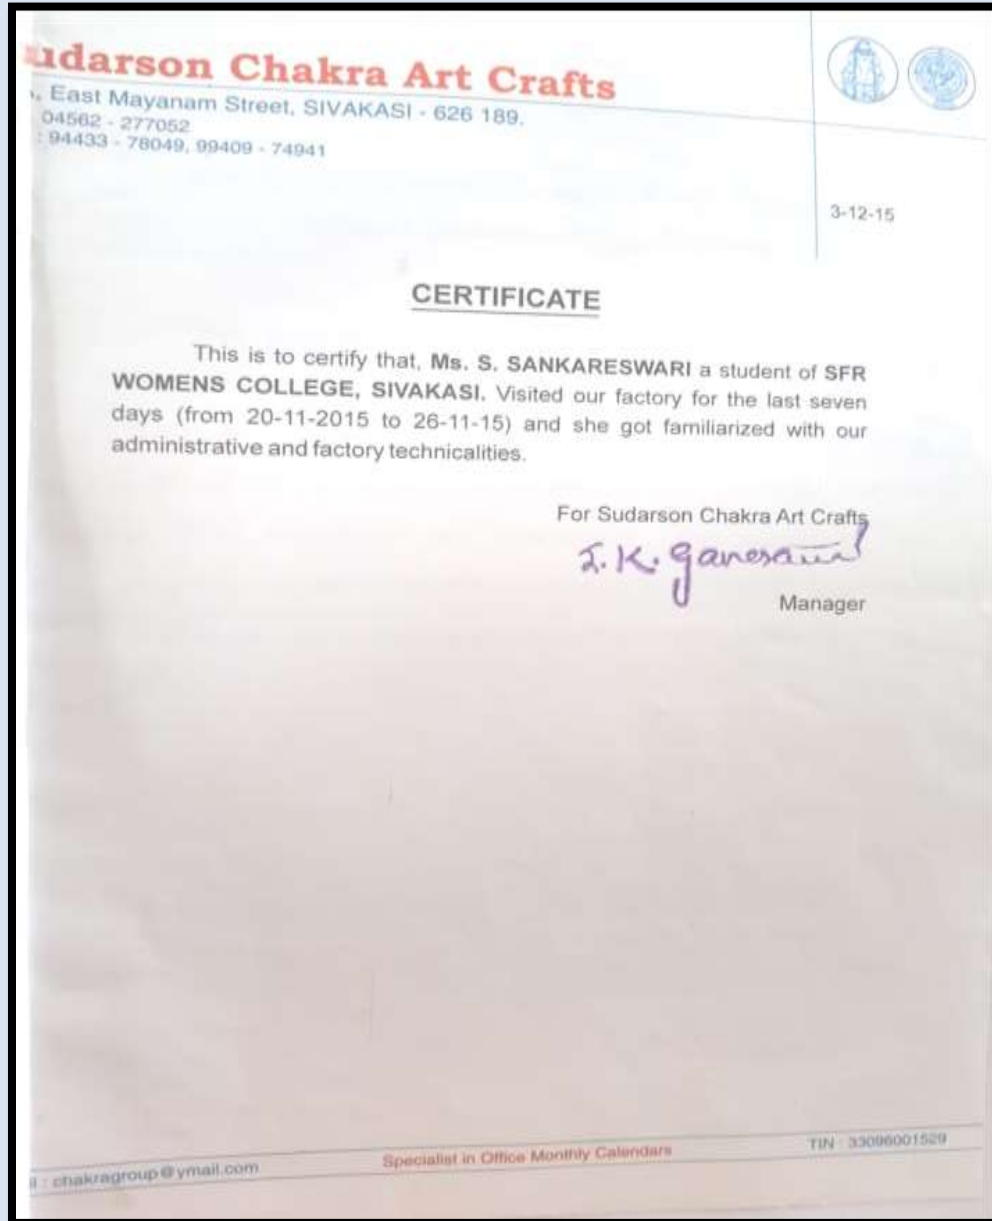 udarson Chakra Art Crafts
East Mayanam Street, SIVAKASI - 626 189.
04562 - 277052
: 94433 - 78049, 99409 - 74941
3-12-15
CERTIFICATE
This is to certify that, Ms. S. SANKARESWARI a student of SFR
WOMENS COLLEGE, SIVAKASI. Visited our factory for the last seven
days (from 20-11-2015 to 26-11-15) and she got familiarized with our
administrative and factory technicalities.
For Sudarson Chakra Art Crafts
I.K. Ganesan
Manager
il : chakragroup@ymail.com
Specialist in Office Monthly Calendars
TIN : 33096001529